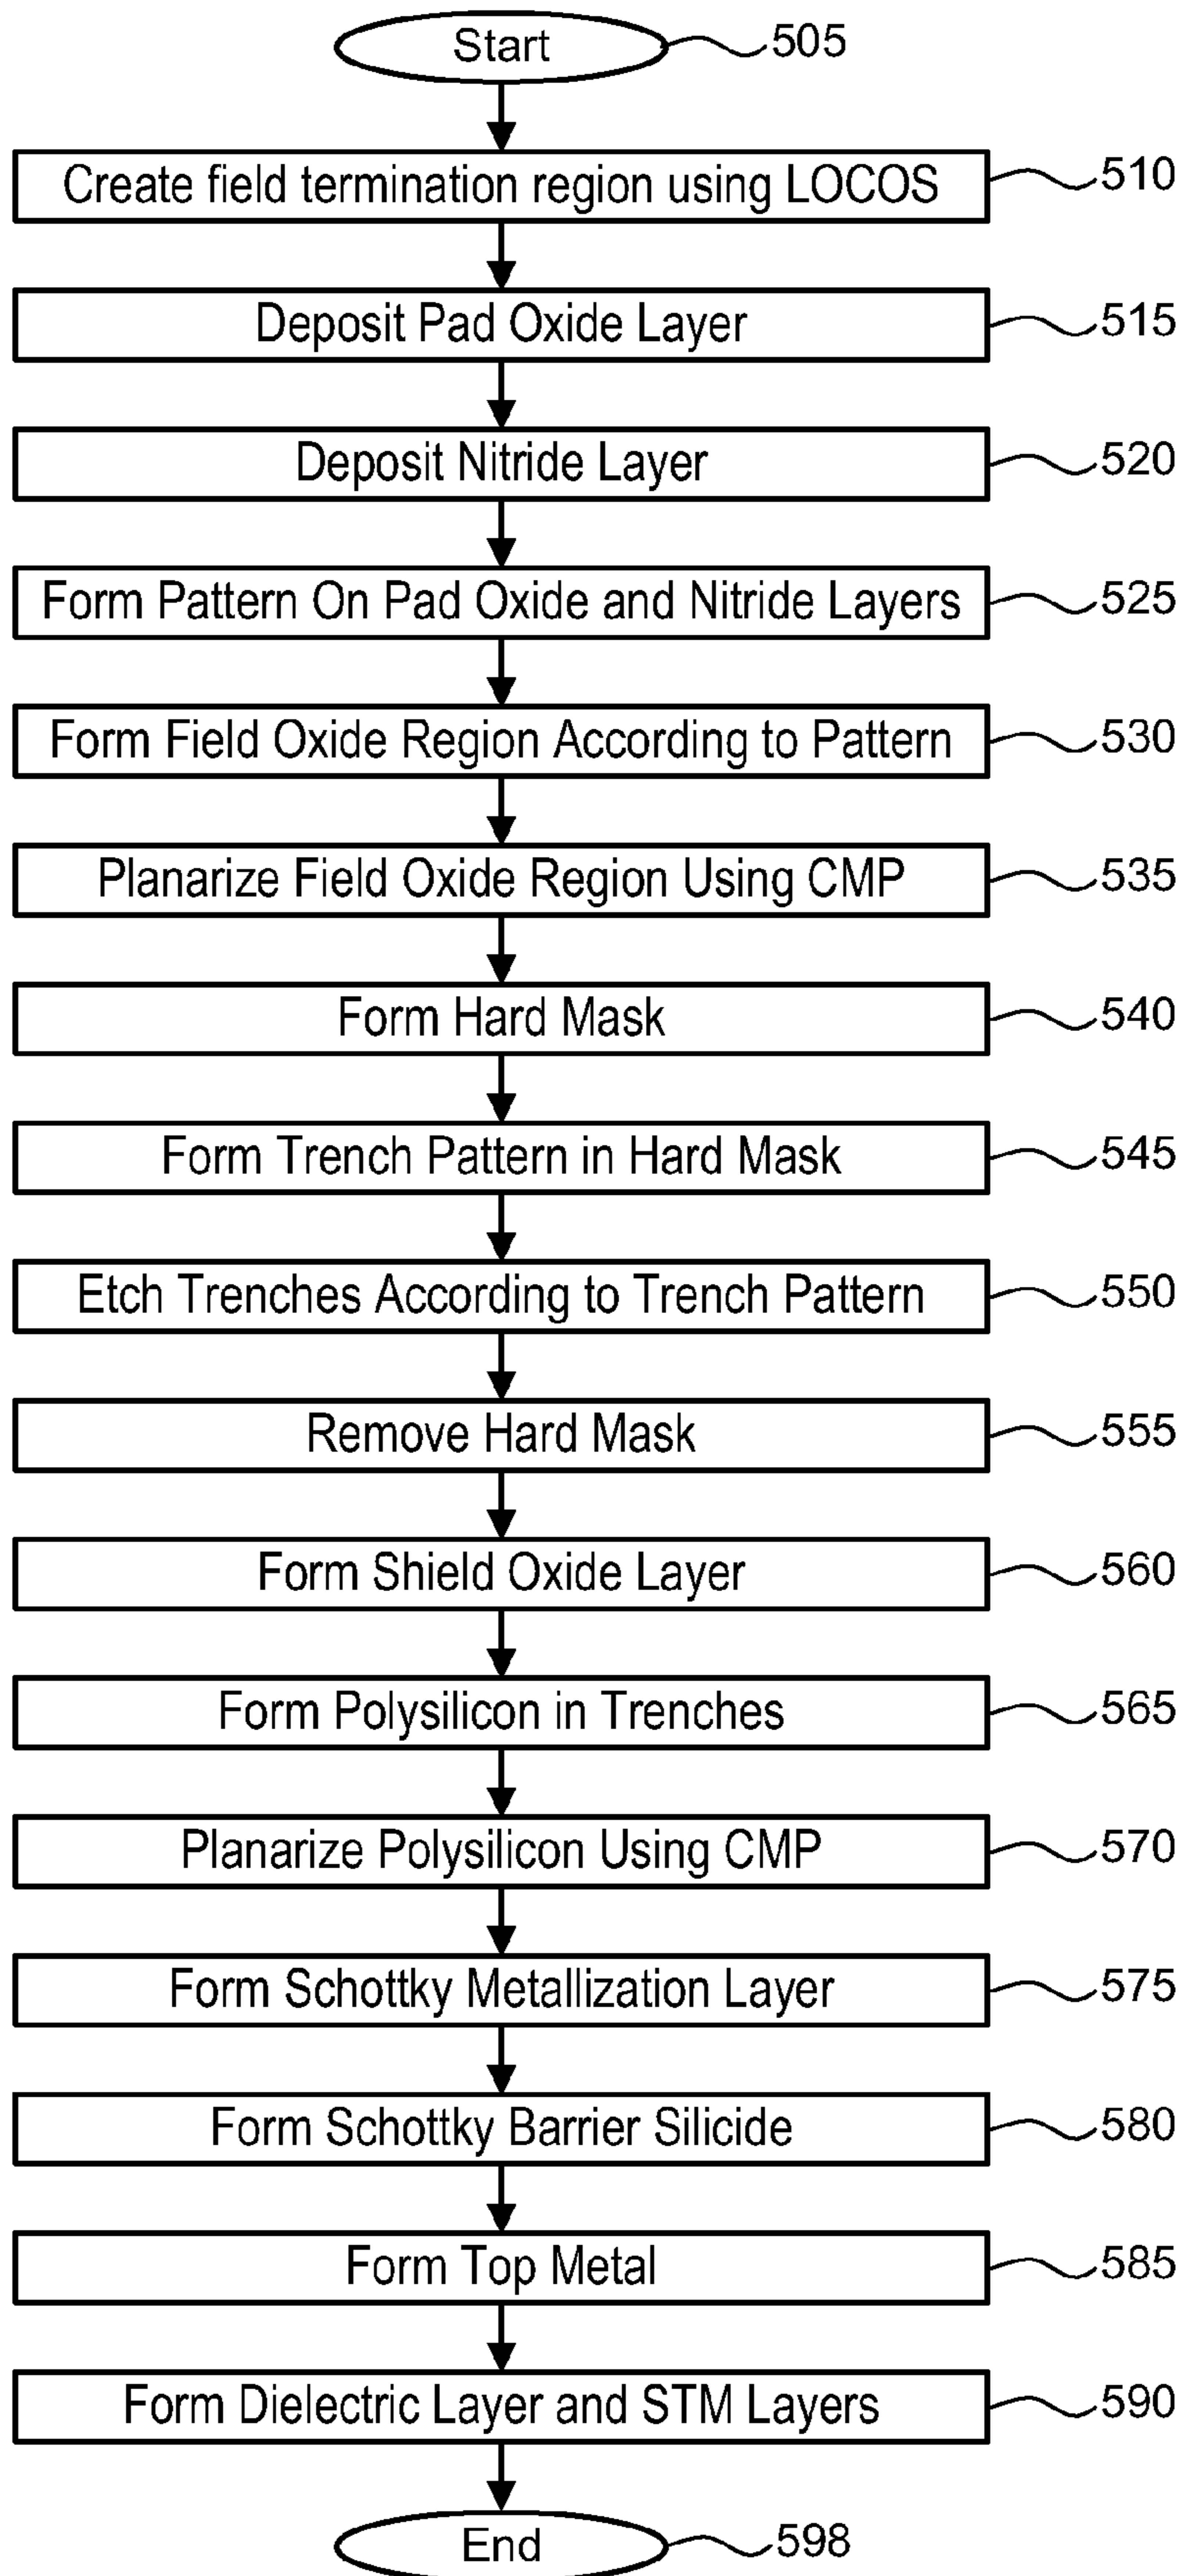 Start 505
Create field termination region using LOCOS 510
Deposit Pad Oxide Layer 515
Deposit Nitride Layer 520
Form Pattern On Pad Oxide and Nitride Layers 525
Form Field Oxide Region According to Pattern 530
Planarize Field Oxide Region Using CMP 535
Form Hard Mask 540
Form Trench Pattern in Hard Mask 545
Etch Trenches According to Trench Pattern 550
Remove Hard Mask 555
Form Shield Oxide Layer 560
Form Polysilicon in Trenches 565
Planarize Polysilicon Using CMP 570
Form Schottky Metallization Layer 575
Form Schottky Barrier Silicide 580
Form Top Metal 585
Form Dielectric Layer and STM Layers 590
End 598